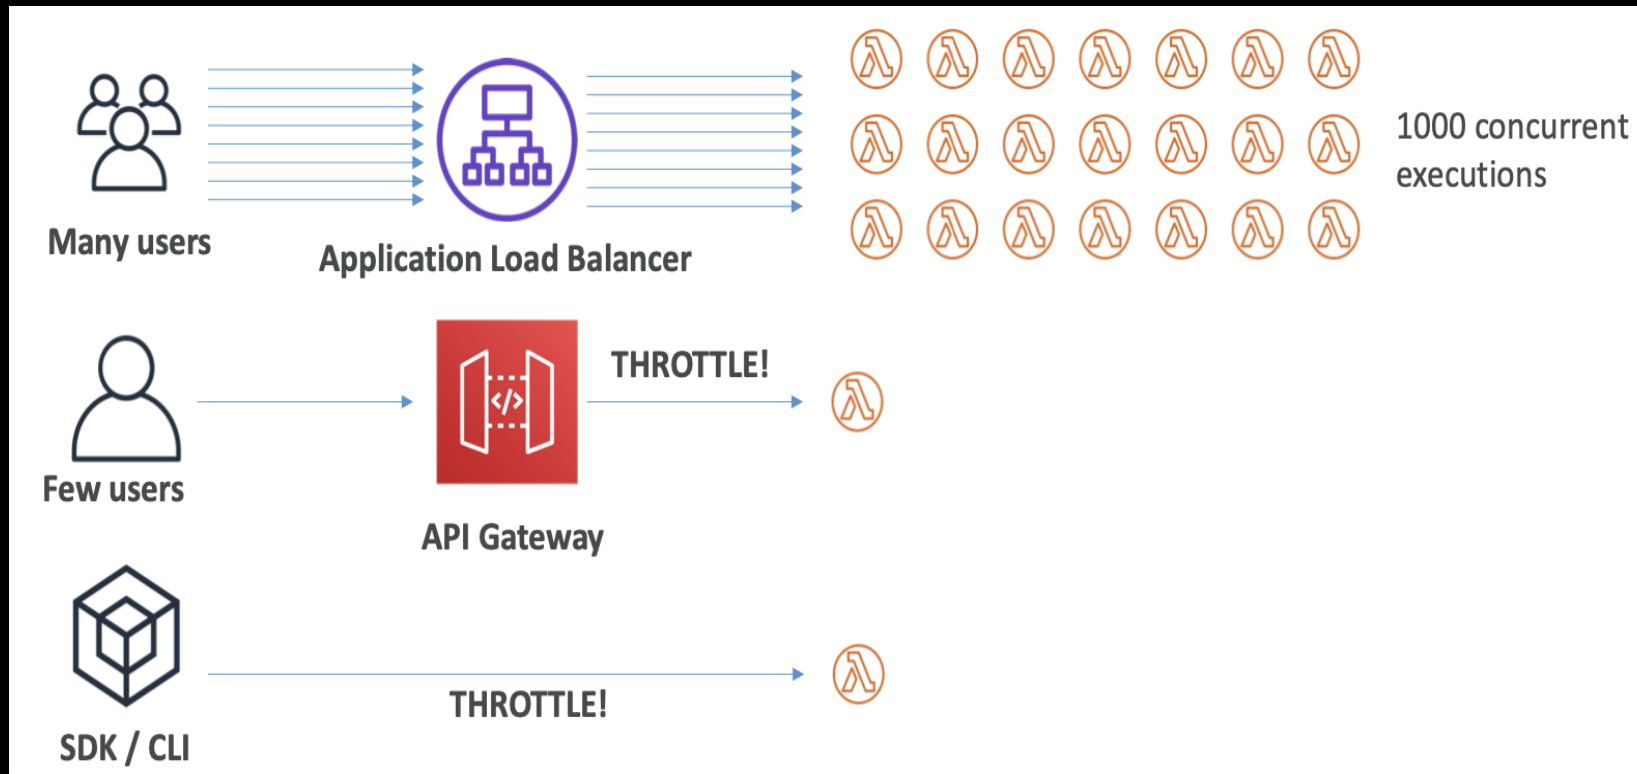 1000 concurrent
executions
Many users
Application Load Balancer
THROTTLE!
</>
Few users
API Gateway
THROTTLE!
SDK / CLI